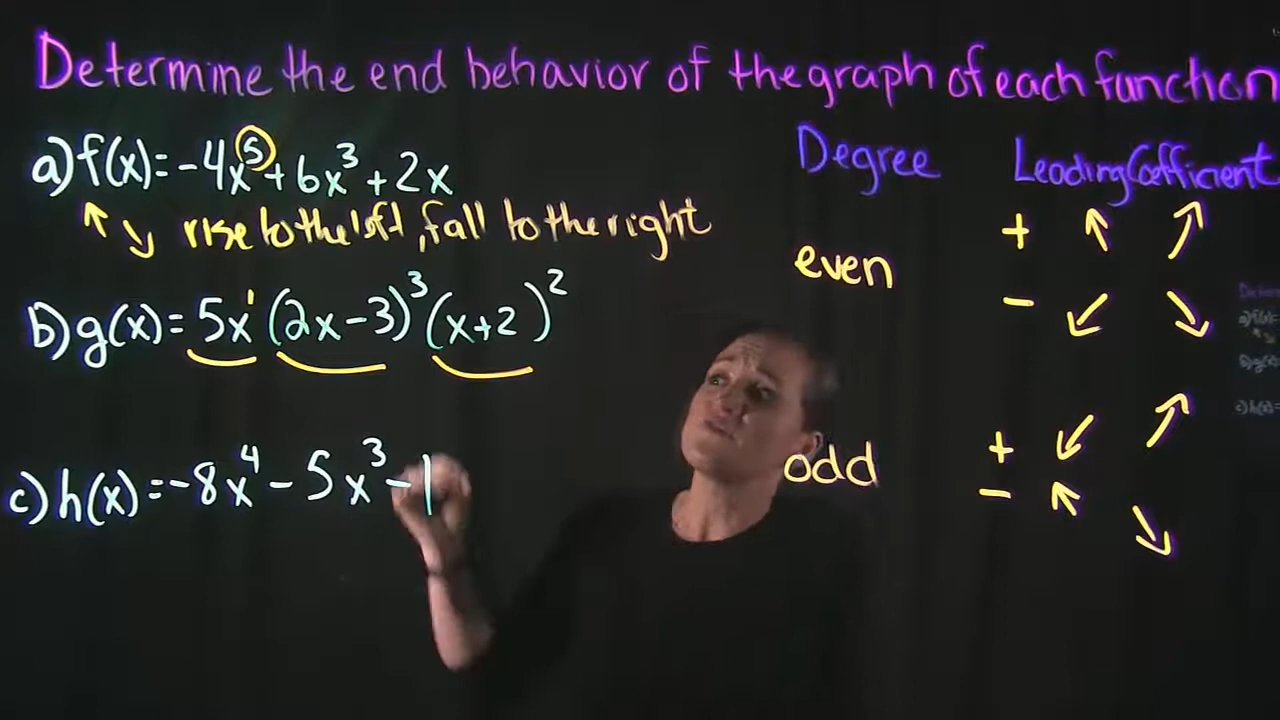 Determine the end behavior of the graph of each function
a) f(x) = -4x⁵ + 6x³ + 2x
↖ ↘ rise to the left, fall to the right
b) g(x) = 5x¹(2x-3)³(x+2)²
c) h(x) = -8x⁴ - 5x³ - 1
Degree Leading Coefficient
even + ↖ ↗
- ↙ ↘
odd + ↙ ↗
- ↖ ↘